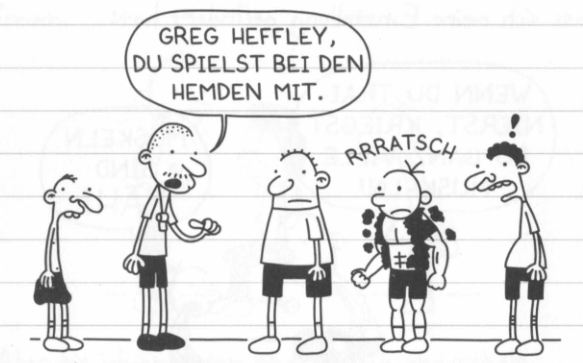 GREG HEFFLEY,
DU SPIELST BEI DEN
HEMDEN MIT.
RRRATSCH
!